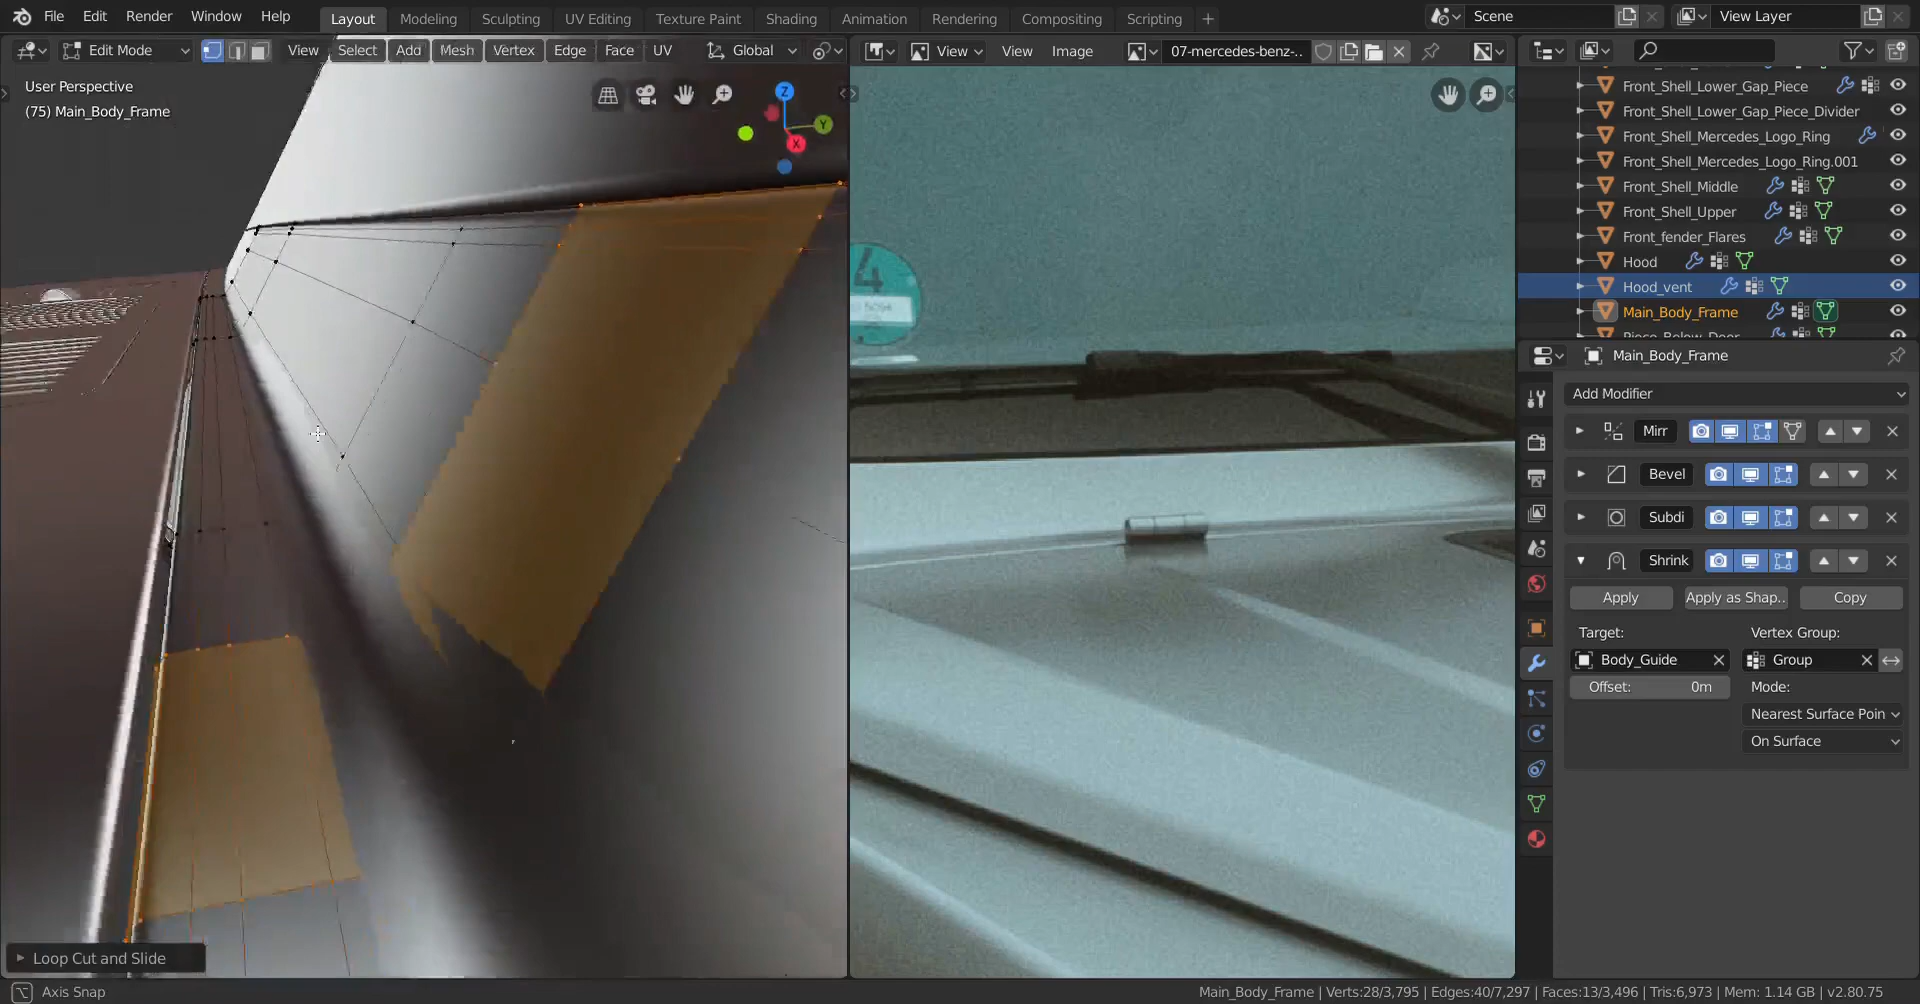 File Edit Render Window Help Layout Modeling Sculpting UV Editing Texture Paint Shading Animation Rendering Compositing Scripting + Scene View Layer
Edit Mode View Select Add Mesh Vertex Edge Face UV Global View View Image 07-mercedes-benz-..
User Perspective
(75) Main_Body_Frame
Z
Y
X
4
Front_Shell_Lower_Gap_Piece
Front_Shell_Lower_Gap_Piece_Divider
Front_Shell_Mercedes_Logo_Ring
Front_Shell_Mercedes_Logo_Ring.001
Front_Shell_Middle
Front_Shell_Upper
Front_fender_Flares
Hood
Hood_vent
Main_Body_Frame
Piece_Below_Door
Main_Body_Frame
Add Modifier
Mirr
Bevel
Subdi
Shrink
Apply Apply as Shap.. Copy
Target: Vertex Group:
Body_Guide Group
Offset: 0m Mode:
Nearest Surface Poin
On Surface
Loop Cut and Slide
Axis Snap Main_Body_Frame | Verts:28/3,795 | Edges:40/7,297 | Faces:13/3,496 | Tris:6,973 | Mem: 1.14 GB | v2.80.75